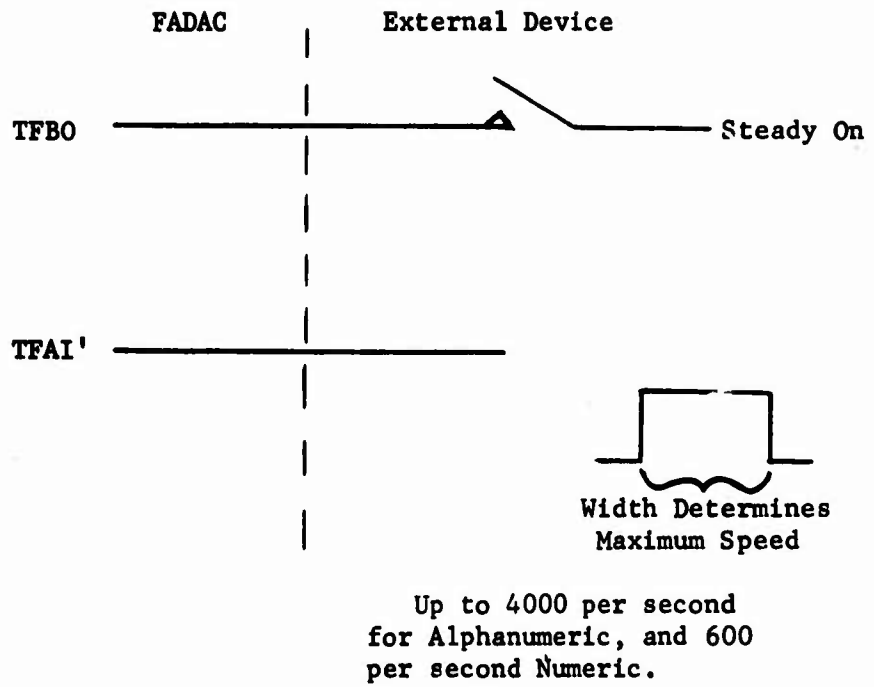 FADAC External Device
TFBO Steady On
TFAI'
Width Determines
Maximum Speed
Up to 4000 per second
for Alphanumeric, and 600
per second Numeric.